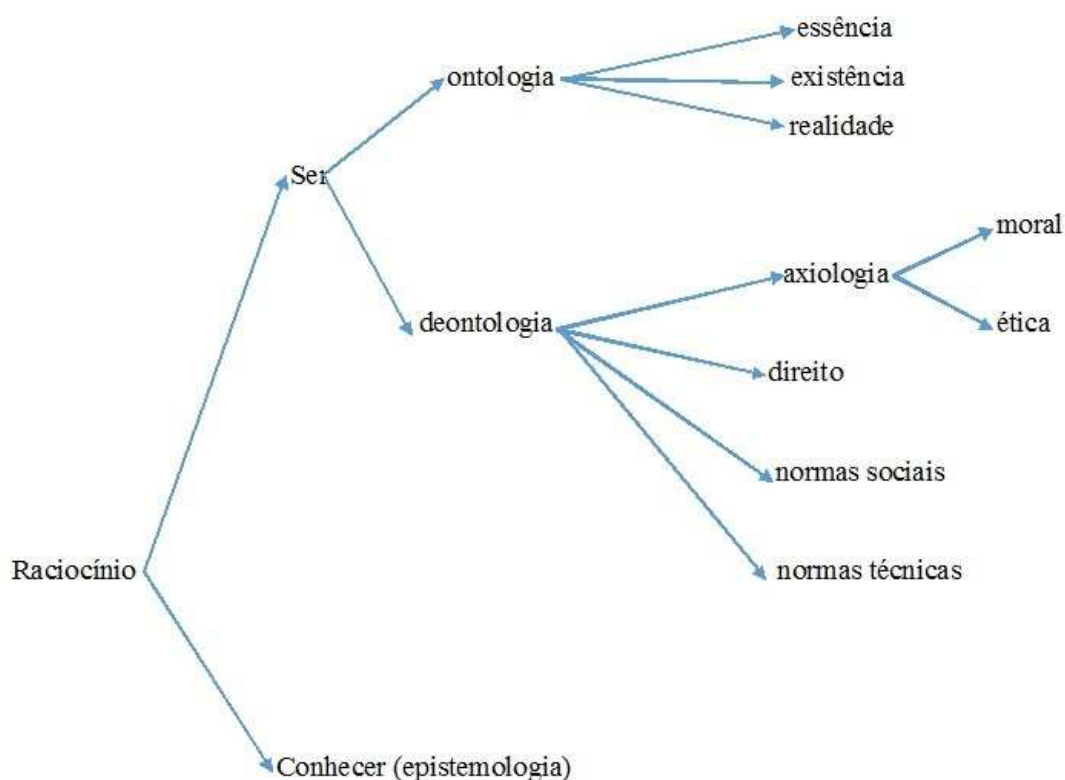 essência
ontologia
existência
realidade
Ser
moral
axiologia
deontologia
ética
direito
normas sociais
Raciocínio
normas técnicas
Conhecer (epistemologia)